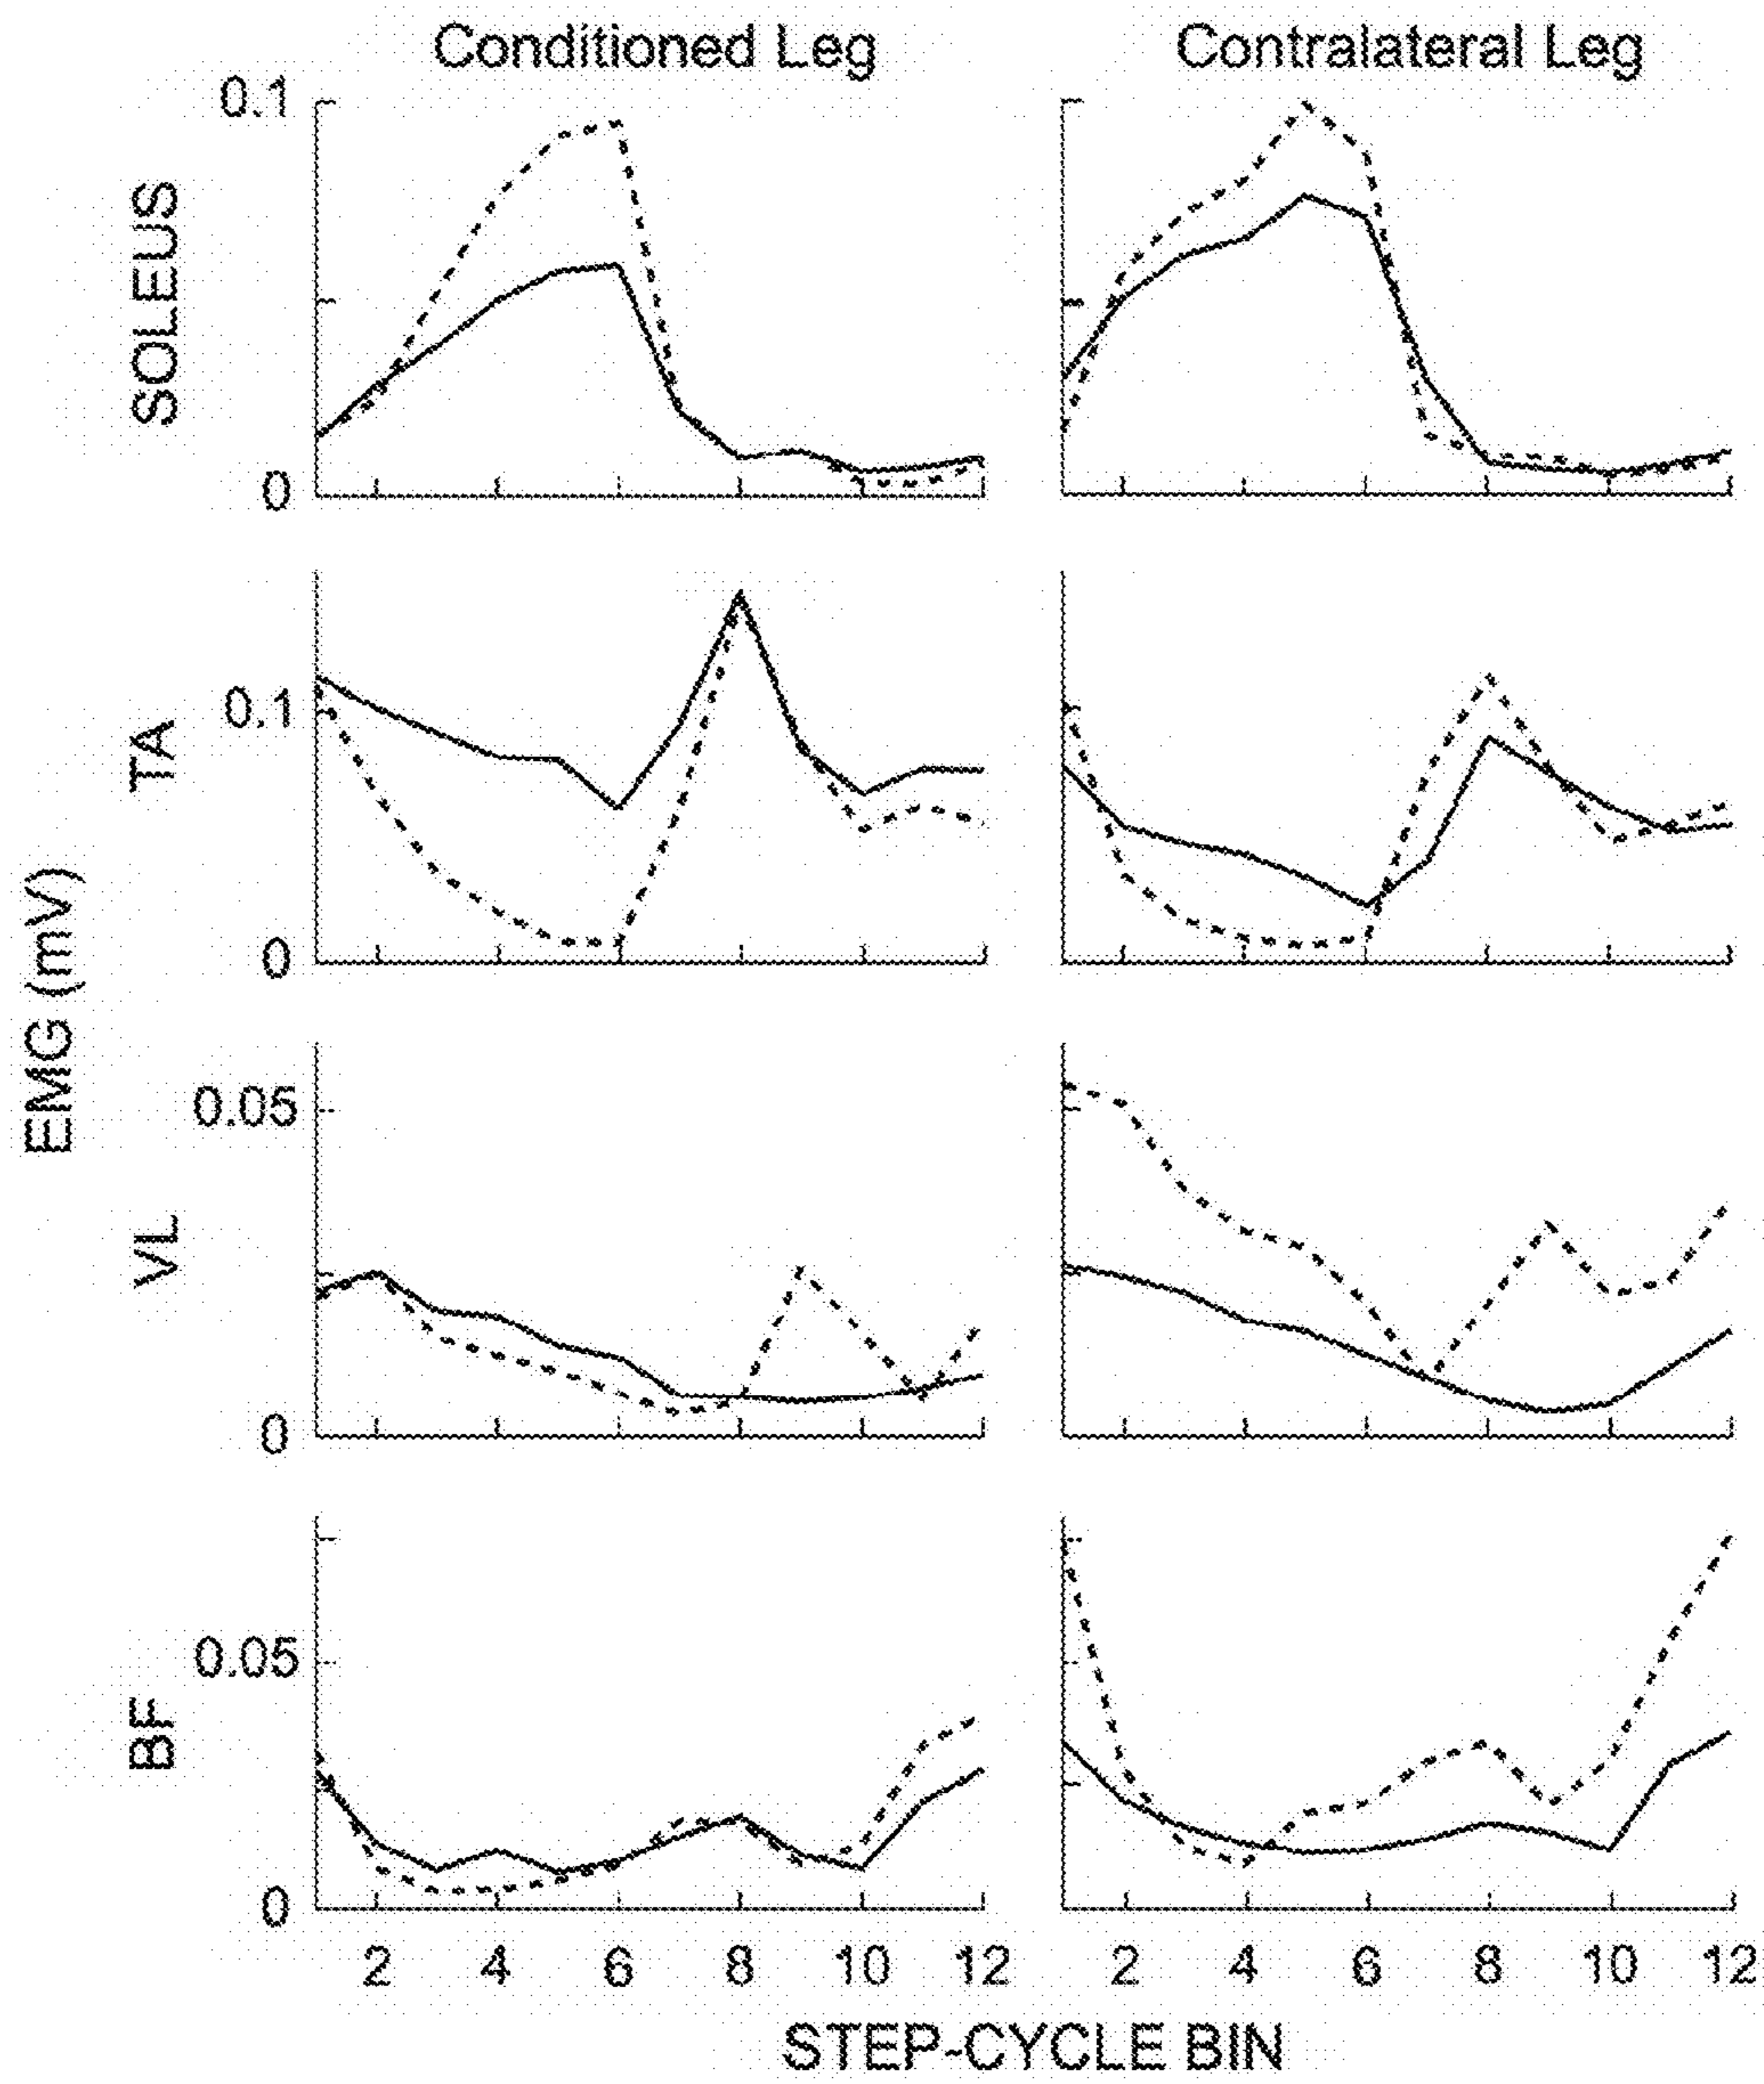 Conditioned Leg
Contralateral Leg
SOLEUS
0.1
0
TA
0.1
0
EMG (mV)
VL
0.05
0
BF
0.05
0
2 4 6 8 10 12
2 4 6 8 10 12
STEP-CYCLE BIN